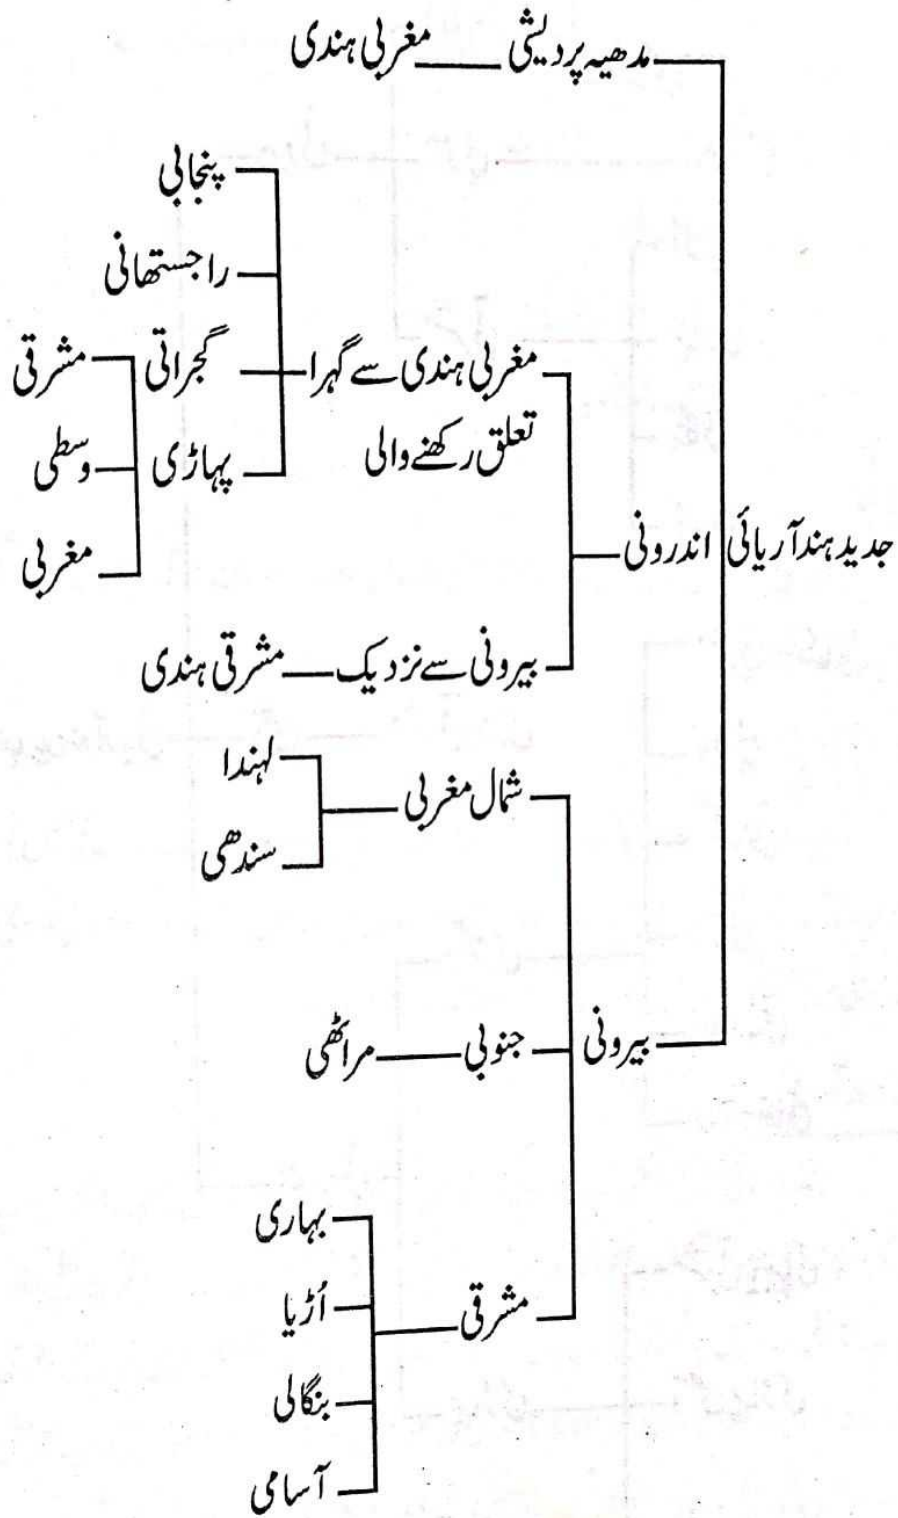 مدھیہ پردیشی مغربی ہندی
پنجابی
راجستھانی
مغربی ہندی سے گہرا گجراتی مشرقی
تعلق رکھنے والی پہاڑی وسطی
جدید ہند آریائی اندرونی مغربی
بیرونی سے نزدیک مشرقی ہندی
شمال مغربی لہندا
سندھی
بیرونی جنوبی مراٹھی
بہاری
مشرقی اُڑیا
بنگالی
آسامی